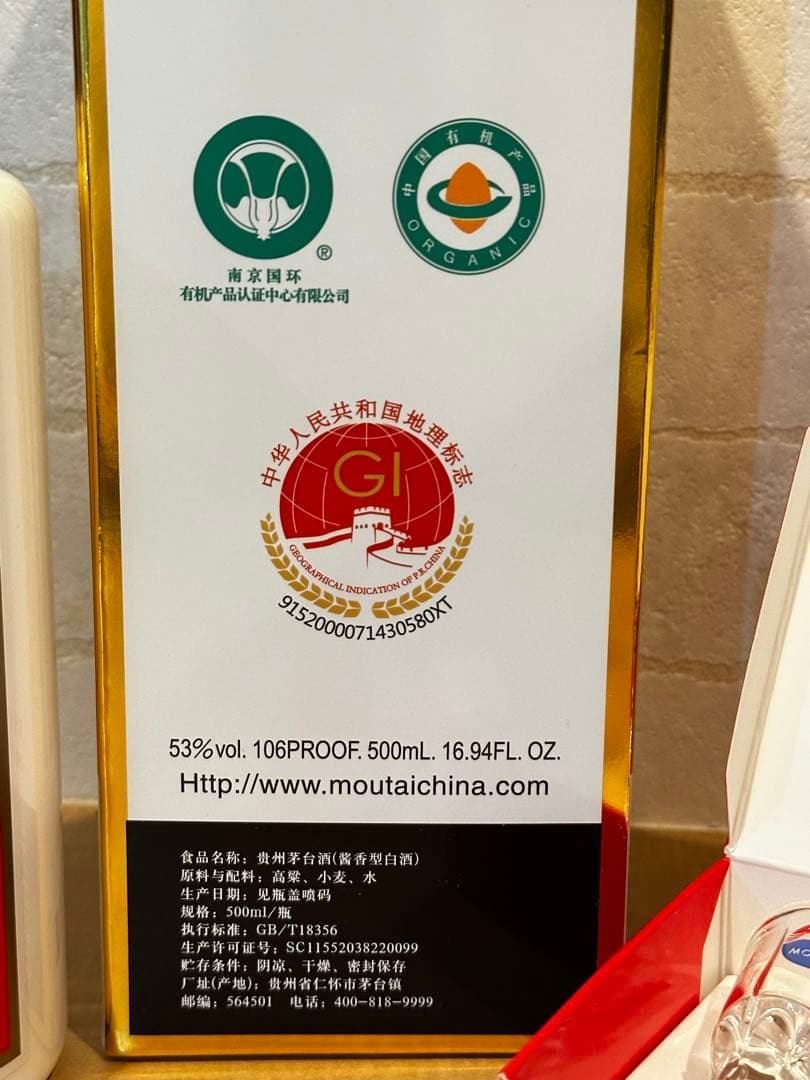 ®
南京国环
有机产品认证中心有限公司
中国有机产品
ORGANIC
中华人民共和国地理标志
GI
GEOGRAPHICAL INDICATION OF P.R.CHINA
9152000071430580XT
53%vol. 106PROOF. 500mL. 16.94FL. OZ.
Http://www.moutaichina.com
食品名称：贵州茅台酒(酱香型白酒)
原料与配料：高粱、小麦、水
生产日期：见瓶盖喷码
规格：500ml/瓶
执行标准：GB/T18356
生产许可证号：SC11552038220099
贮存条件：阴凉、干燥、密封保存
厂址(产地)：贵州省仁怀市茅台镇
邮编：564501 电话：400-818-9999